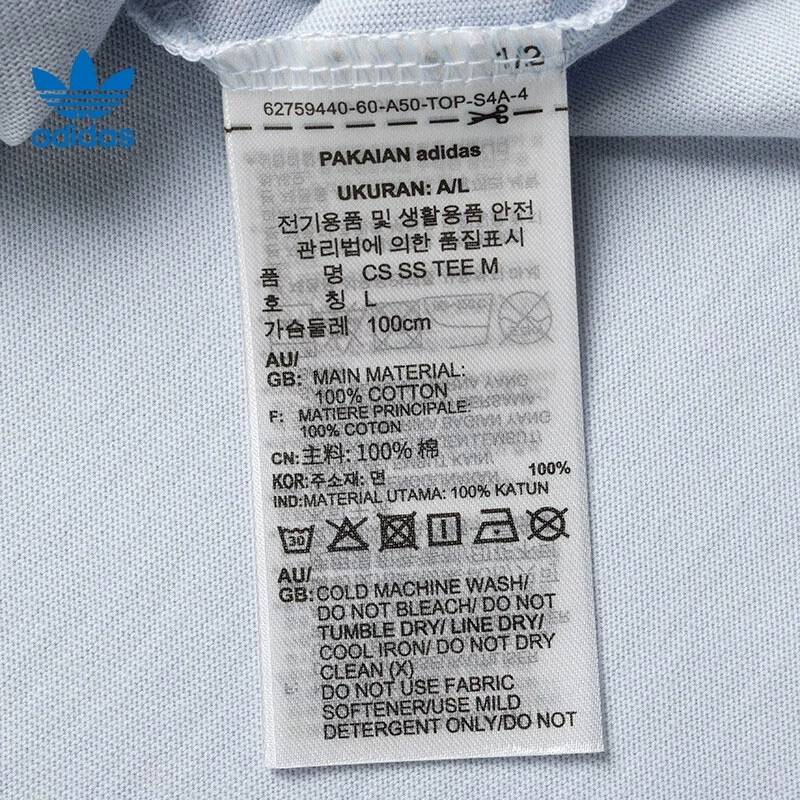 adidas
1/2
62759440-60-A50-TOP-S4A-4
PAKAIAN adidas
UKURAN: A/L
전기용품 및 생활용품 안전
관리법에 의한 품질표시
품 명 CS SS TEE M
호 칭 L
가슴둘레 100cm
AU/
GB: MAIN MATERIAL:
100% COTTON
F: MATIERE PRINCIPALE:
100% COTON
CN:主料: 100% 棉
KOR:주소재: 면 100%
IND:MATERIAL UTAMA: 100% KATUN
30
AU/
GB:COLD MACHINE WASH/
DO NOT BLEACH/ DO NOT
TUMBLE DRY/ LINE DRY/
COOL IRON/ DO NOT DRY
CLEAN (X)
DO NOT USE FABRIC
SOFTENER/USE MILD
DETERGENT ONLY/DO NOT